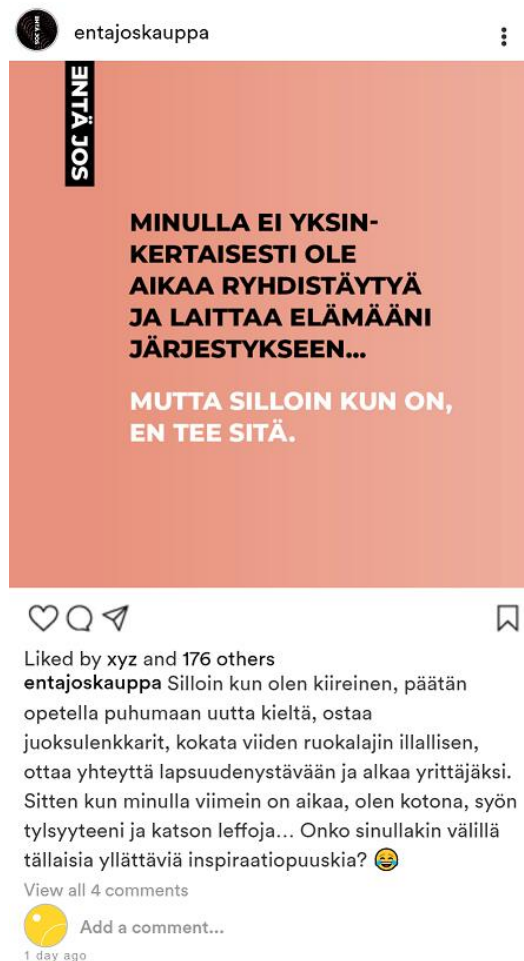 entajoskauppa
ENTÄ JOS
MINULLA EI YKSIN-
KERTAISESTI OLE
AIKAA RYHDISTÄYTYÄ
JA LAITTAA ELÄMÄÄNI
JÄRJESTYKSEEN...
MUTTA SILLOIN KUN ON,
EN TEE SITÄ.
Liked by xyz and 176 others
entajoskauppa Silloin kun olen kiireinen, päätän
opetella puhumaan uutta kieltä, ostaa
juoksulenkkarit, kokata viiden ruokalajin illallisen,
ottaa yhteyttä lapsuudenystävään ja alkaa yrittäjäksi.
Sitten kun minulla viimein on aikaa, olen kotona, syön
tylsyyteeni ja katson leffoja... Onko sinullakin välillä
tällaisia yllättäviä inspiraatiopuuskia? 😂
View all 4 comments
Add a comment...
1 day ago